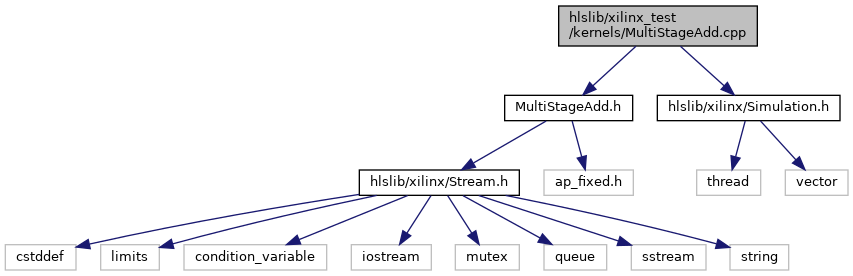 hlslib/xilinx_test
/kernels/MultiStageAdd.cpp
MultiStageAdd.h
hlslib/xilinx/Simulation.h
hlslib/xilinx/Stream.h
ap_fixed.h
thread
vector
cstddef
limits
condition_variable
iostream
mutex
queue
sstream
string